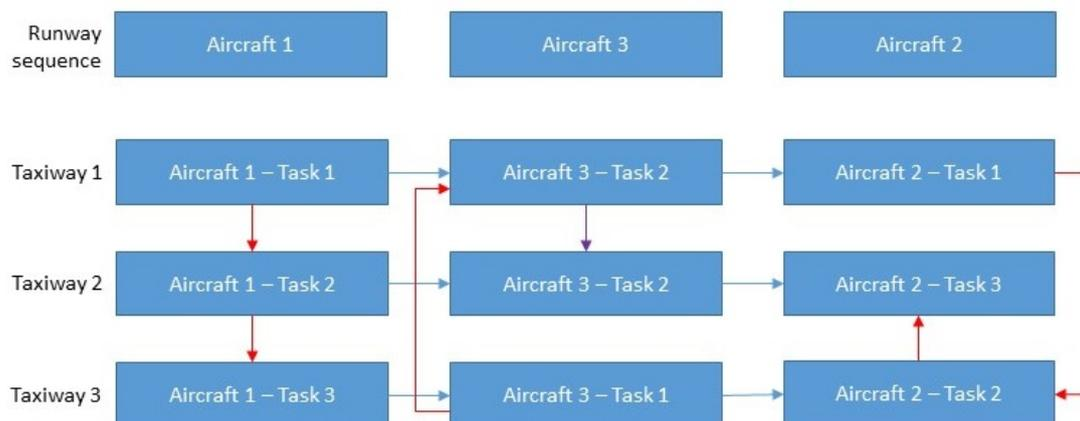 Runway
sequence
Aircraft 1
Aircraft 3
Aircraft 2
Taxiway 1
Aircraft 1 – Task 1
Aircraft 3 – Task 2
Aircraft 2 – Task 1
Taxiway 2
Aircraft 1 – Task 2
Aircraft 3 – Task 2
Aircraft 2 – Task 3
Taxiway 3
Aircraft 1 – Task 3
Aircraft 3 – Task 1
Aircraft 2 – Task 2